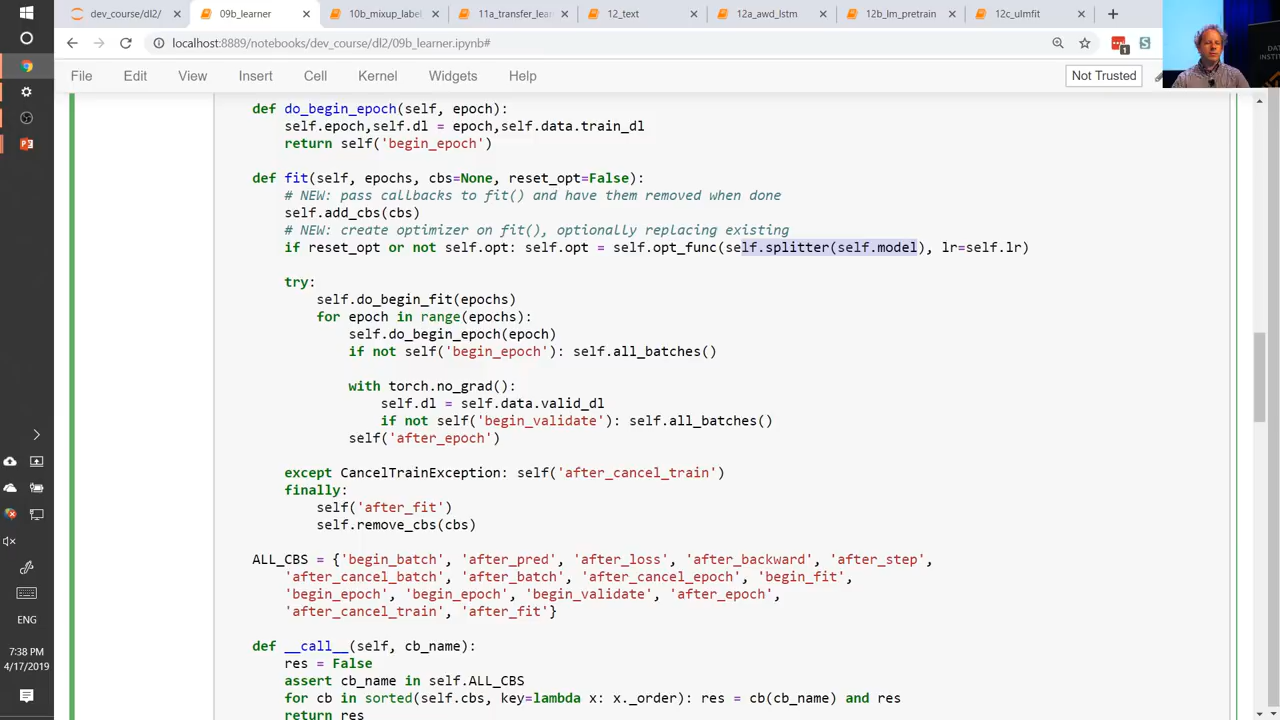 dev_course/dl2/
09b_learner
10b_mixup_label
11a_transfer_lea
12_text
12a_awd_lstm
12b_lm_pretrain
12c_ulmfit
localhost:8889/notebooks/dev_course/dl2/09b_learner.ipynb#
File Edit View Insert Cell Kernel Widgets Help
Not Trusted
def do_begin_epoch(self, epoch):
self.epoch,self.dl = epoch,self.data.train_dl
return self('begin_epoch')
def fit(self, epochs, cbs=None, reset_opt=False):
# NEW: pass callbacks to fit() and have them removed when done
self.add_cbs(cbs)
# NEW: create optimizer on fit(), optionally replacing existing
if reset_opt or not self.opt: self.opt = self.opt_func(self.splitter(self.model), lr=self.lr)
try:
self.do_begin_fit(epochs)
for epoch in range(epochs):
self.do_begin_epoch(epoch)
if not self('begin_epoch'): self.all_batches()
with torch.no_grad():
self.dl = self.data.valid_dl
if not self('begin_validate'): self.all_batches()
self('after_epoch')
except CancelTrainException: self('after_cancel_train')
finally:
self('after_fit')
self.remove_cbs(cbs)
ALL_CBS = {'begin_batch', 'after_pred', 'after_loss', 'after_backward', 'after_step',
'after_cancel_batch', 'after_batch', 'after_cancel_epoch', 'begin_fit',
'begin_epoch', 'begin_epoch', 'begin_validate', 'after_epoch',
'after_cancel_train', 'after_fit'}
def __call__(self, cb_name):
res = False
assert cb_name in self.ALL_CBS
for cb in sorted(self.cbs, key=lambda x: x._order): res = cb(cb_name) and res
return res
ENG
7:38 PM
4/17/2019